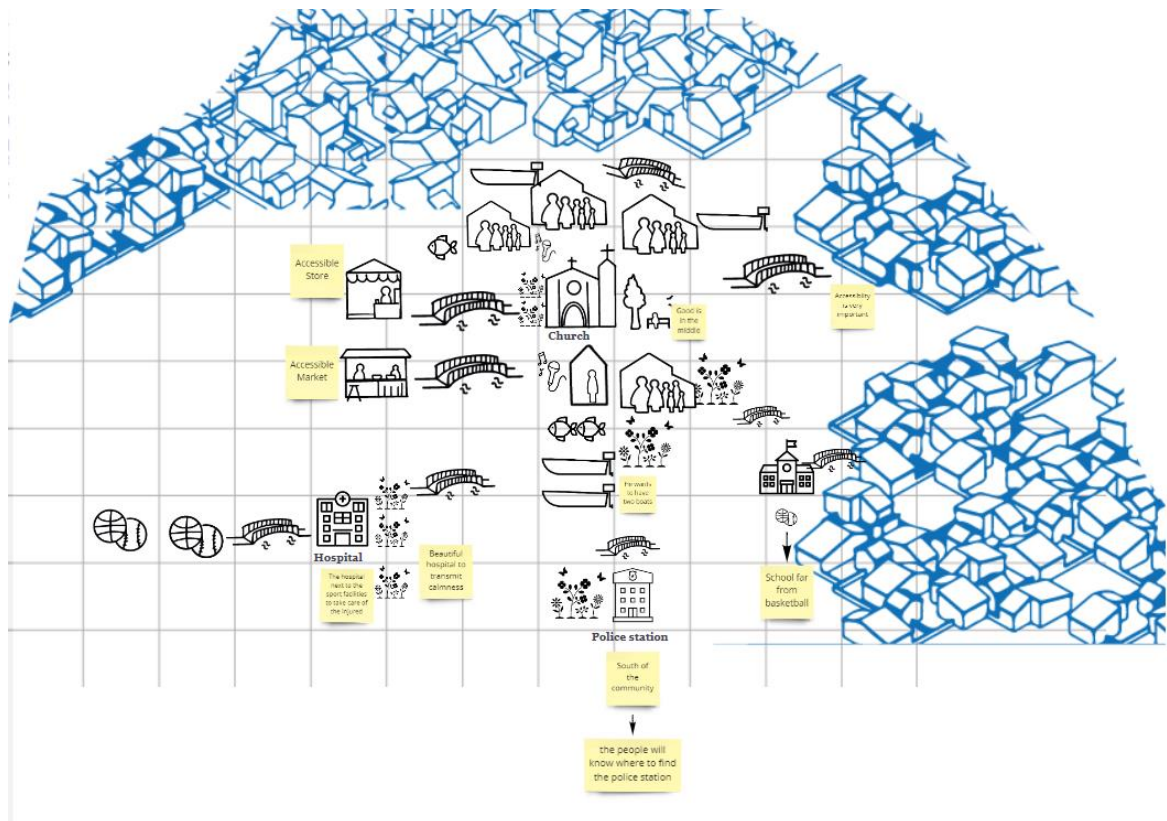 Accessible
Store
Accessibility
is very
important
Good is
in the
middle
Church
Accessible
Market
He wants
to have
two boats
Hospital
The hospital
next to the
sport facilities
to take care of
the injured
Beautiful
hospital to
transmit
calmness
School far
from
basketball
Police station
South of
the
community
the people will
know where to find
the police station